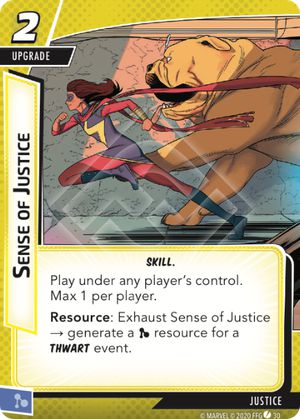 2
UPGRADE
SENSE OF JUSTICE
SKILL.
Play under any player's control.
Max 1 per player.
Resource: Exhaust Sense of Justice
→ generate a resource for a
THWART event.
JUSTICE
© MARVEL © 2020 FFG 30